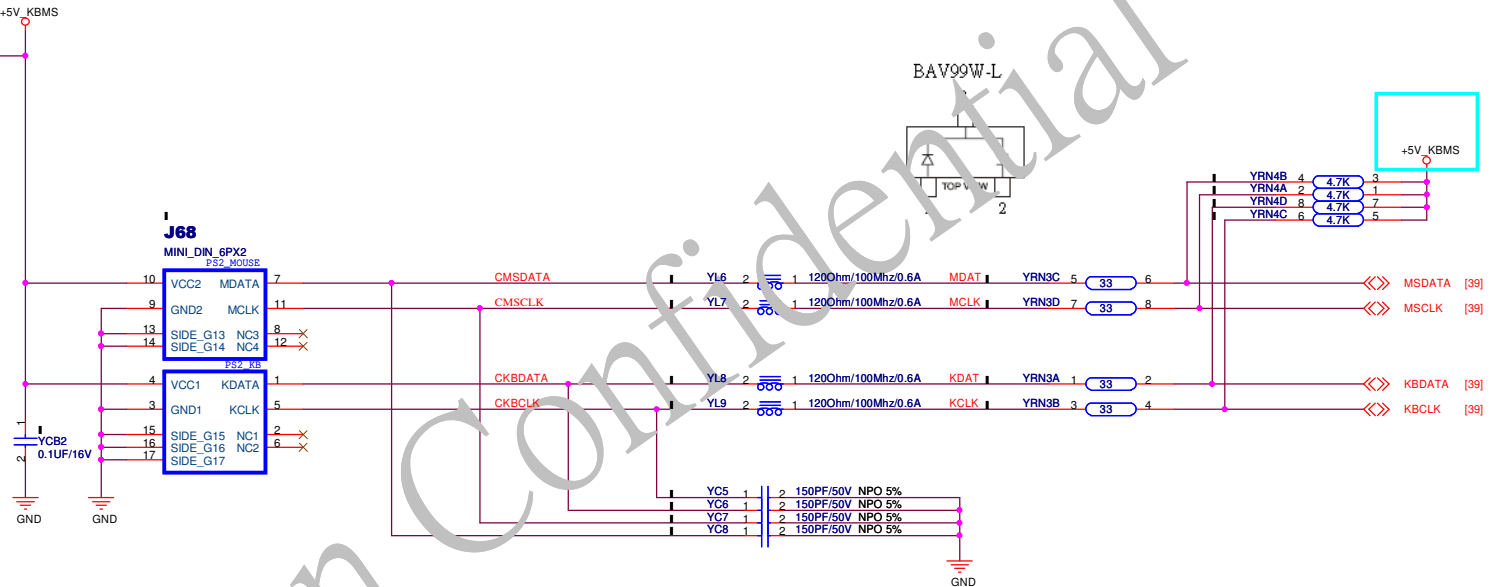 +5V_KBMS
BAV99W-L
TOP VIEW
2
+5V_KBMS
YRN4B 4 4.7K 3
YRN4A 2 4.7K 1
YRN4D 8 4.7K 7
YRN4C 6 4.7K 5
J68
MINI_DIN_6PX2
PS2_MOUSE
10 VCC2 MDATA 7 CMSDATA YL6 2 1 120Ohm/100Mhz/0.6A MDAT YRN3C 5 33 6 MSDATA [39]
9 GND2 MCLK 11 CMSCLK YL7 2 1 120Ohm/100Mhz/0.6A MCLK YRN3D 7 33 8 MSCLK [39]
13 SIDE_G13 NC3 8
14 SIDE_G14 NC4 12
PS2_KB
4 VCC1 KDATA 1 CKBDATA YL8 2 1 120Ohm/100Mhz/0.6A KDAT YRN3A 1 33 2 KBDATA [39]
3 GND1 KCLK 5 CKBCLK YL9 2 1 120Ohm/100Mhz/0.6A KCLK YRN3B 3 33 4 KBCLK [39]
15 SIDE_G15 NC1 2
16 SIDE_G16 NC2 6
17 SIDE_G17
1
YCB2
0.1UF/16V
2
GND
GND
YC5 1 2 150PF/50V NPO 5%
YC6 1 2 150PF/50V NPO 5%
YC7 1 2 150PF/50V NPO 5%
YC8 1 2 150PF/50V NPO 5%
GND
Confidential